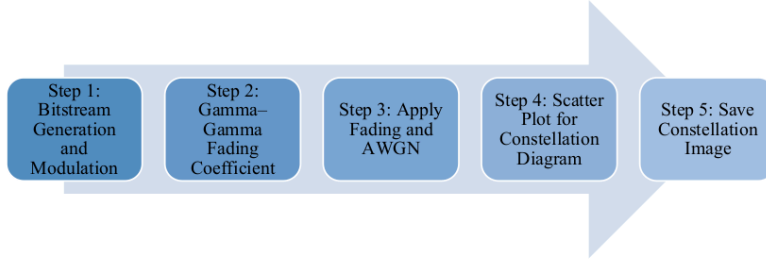 Step 1:
Bitstream
Generation
and
Modulation
Step 2:
Gamma–
Gamma
Fading
Coefficient
Step 3: Apply
Fading and
AWGN
Step 4: Scatter
Plot for
Constellation
Diagram
Step 5: Save
Constellation
Image